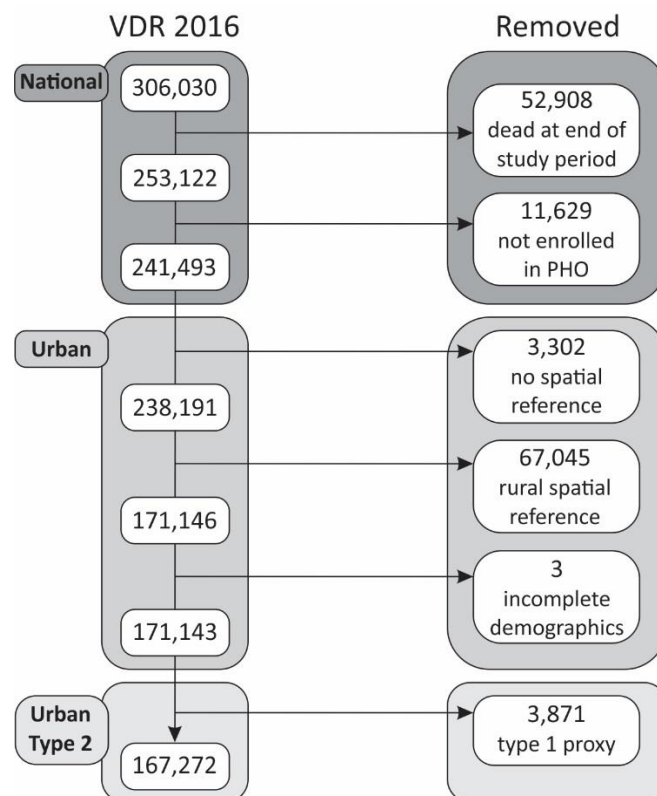 VDR 2016
Removed
National
306,030
52,908
dead at end of
study period
253,122
11,629
not enrolled
in PHO
241,493
Urban
3,302
no spatial
reference
238,191
67,045
rural spatial
reference
171,146
3
incomplete
demographics
171,143
Urban
Type 2
3,871
type 1 proxy
167,272